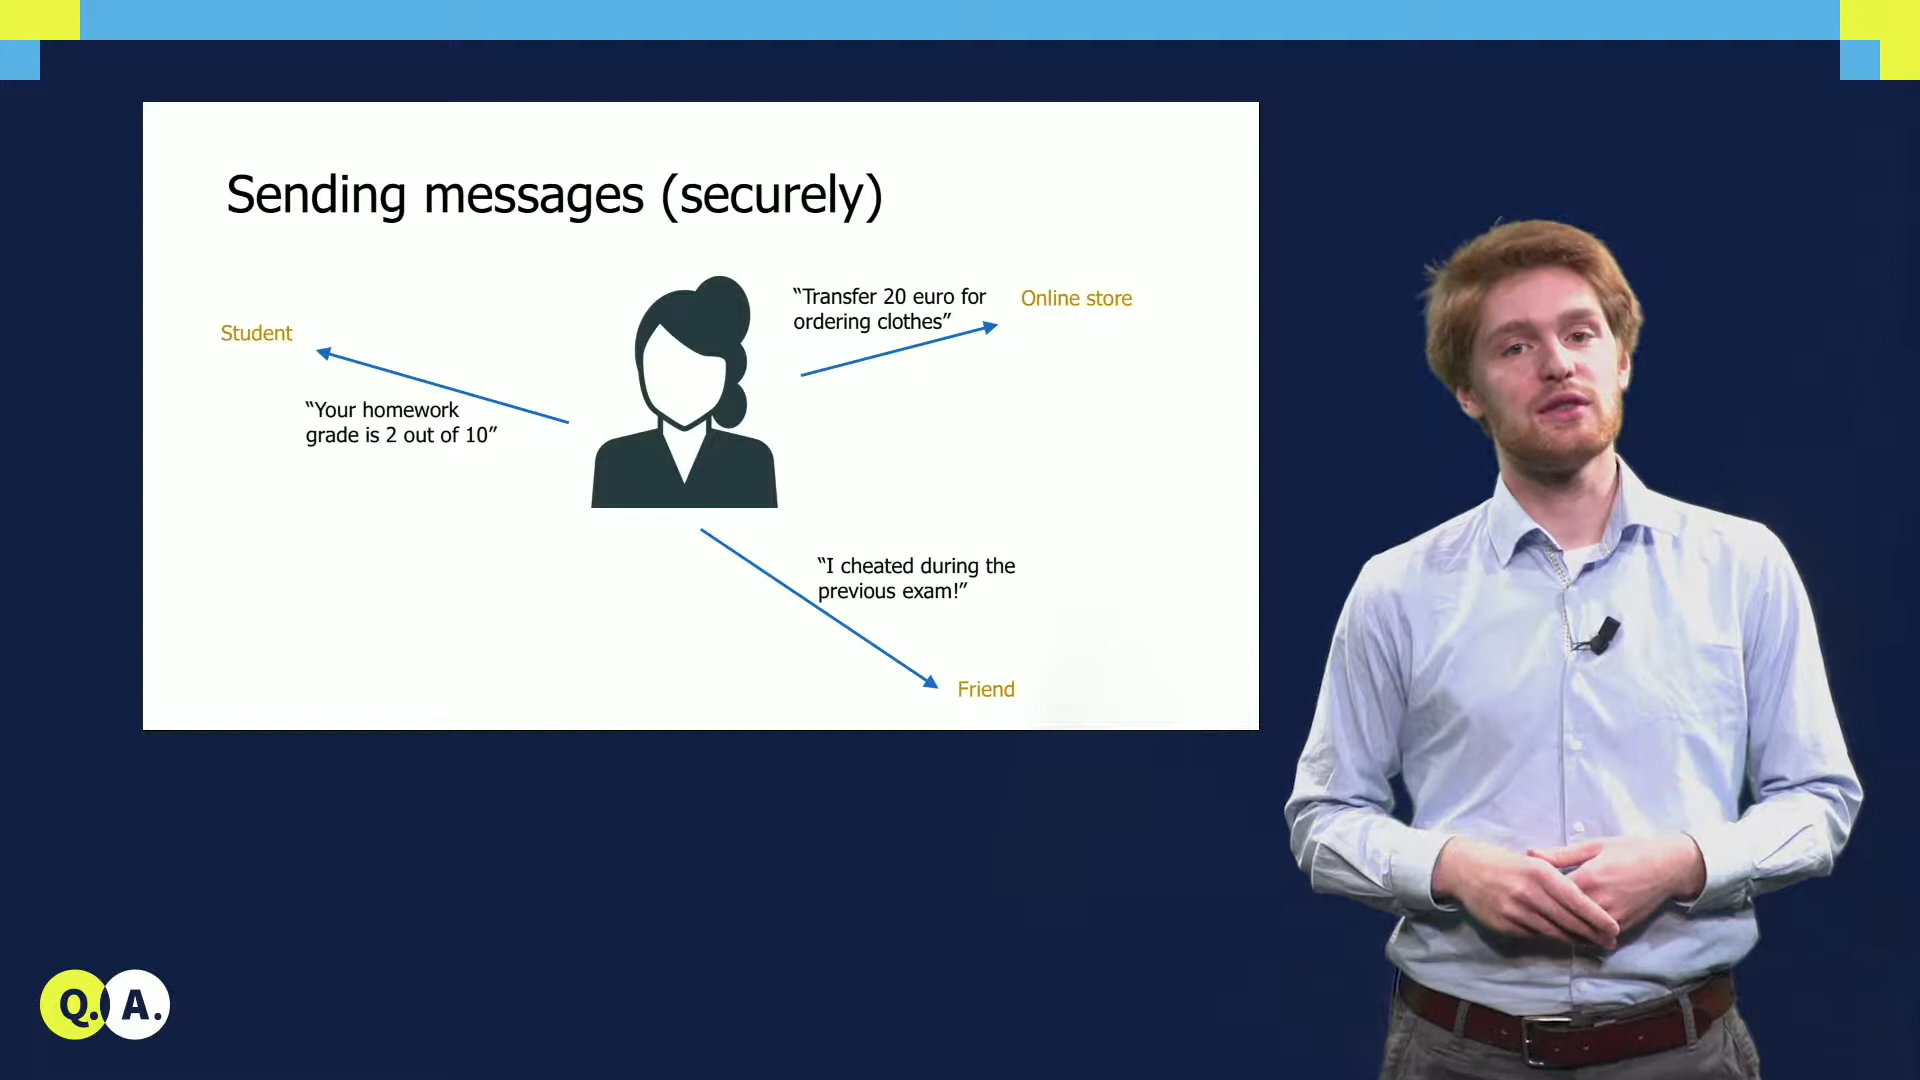 Sending messages (securely)
Student
"Your homework
grade is 2 out of 10"
"Transfer 20 euro for
ordering clothes"
Online store
"I cheated during the
previous exam!"
Friend
Q. A.